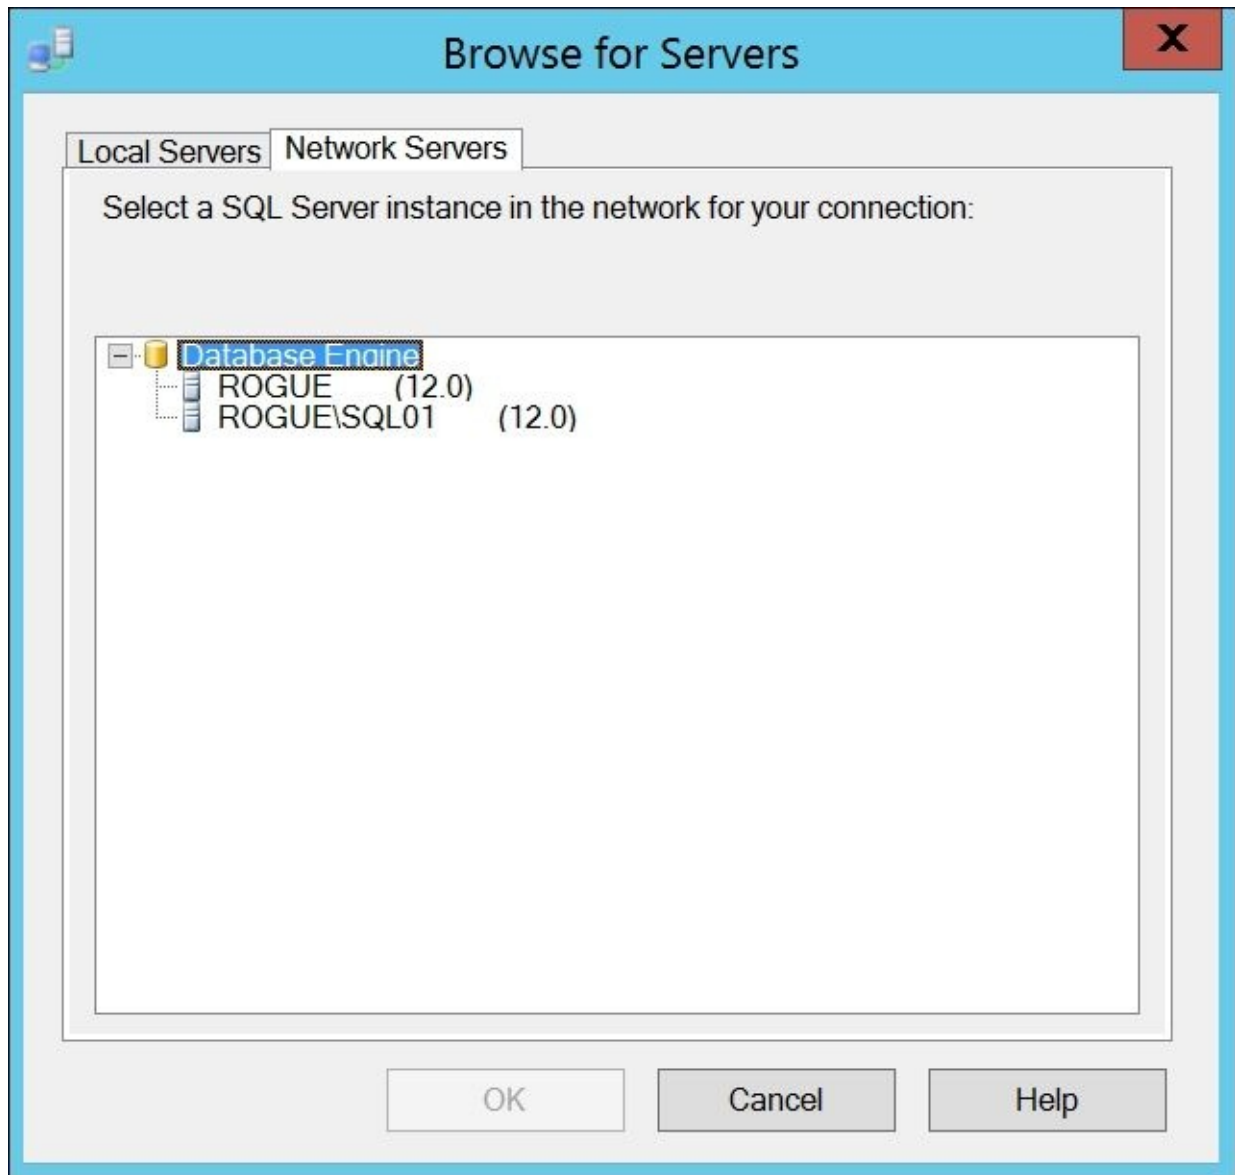 Browse for Servers
X
Local Servers Network Servers
Select a SQL Server instance in the network for your connection:
Database Engine
ROGUE (12.0)
ROGUE\SQL01 (12.0)
OK Cancel Help